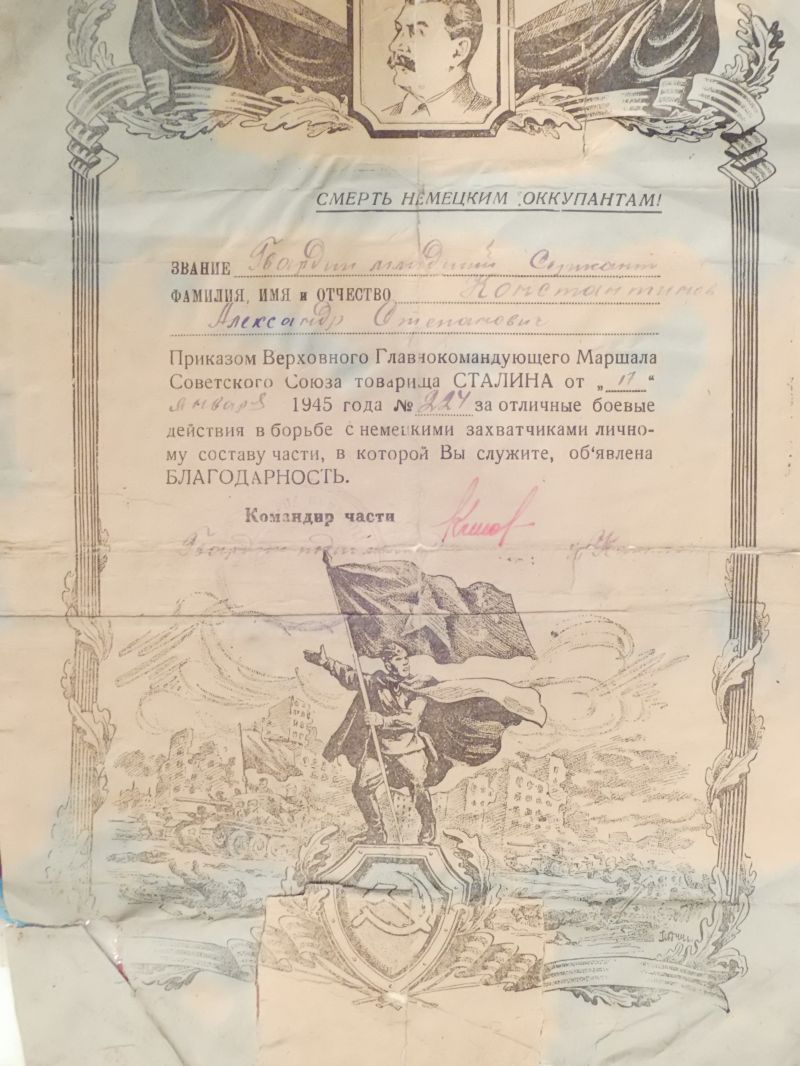 СМЕРТЬ НЕМЕЦКИМ ОККУПАНТАМ!
ЗВАНИЕ Гвардии младший Сержант
ФАМИЛИЯ, ИМЯ и ОТЧЕСТВО Константинов
Александр Степанович
Приказом Верховного Главнокомандующего Маршала
Советского Союза товарища СТАЛИНА от „17“
января 1945 года № 224 за отличные боевые
действия в борьбе с немецкими захватчиками лично-
му составу части, в которой Вы служите, об‘явлена
БЛАГОДАРНОСТЬ.
Командир части
Гвардии